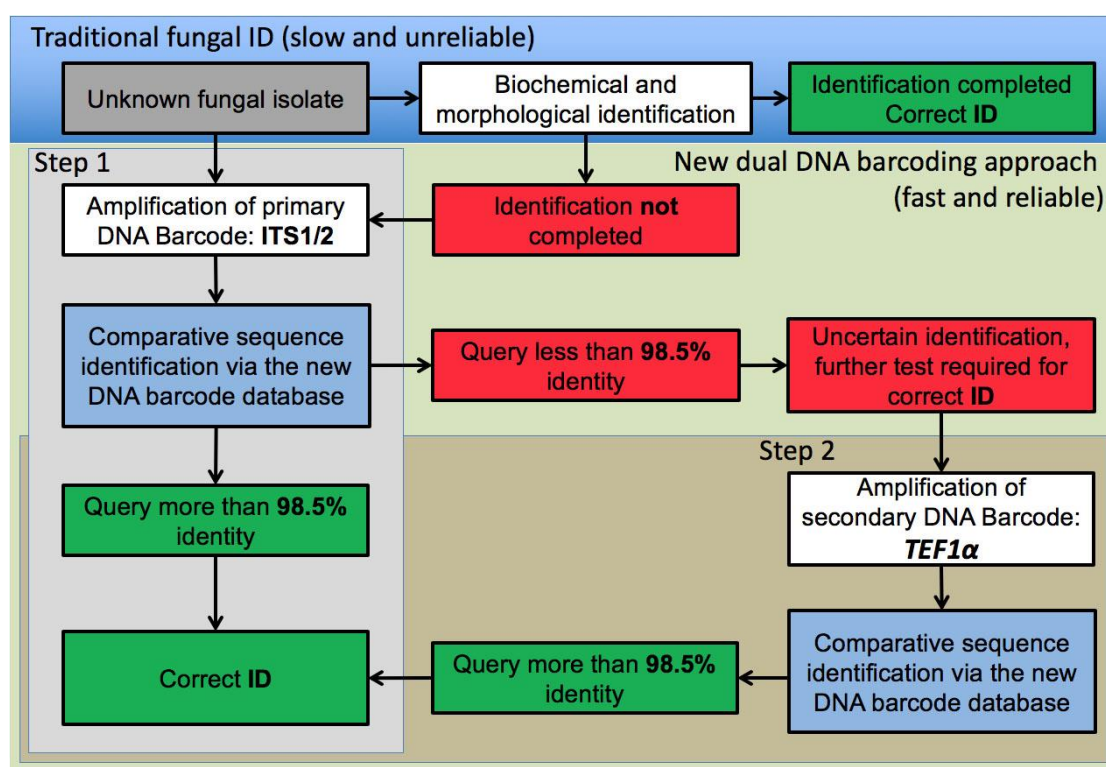 Traditional fungal ID (slow and unreliable)
Unknown fungal isolate
Biochemical and
morphological identification
Identification completed
Correct ID
Step 1
New dual DNA barcoding approach
(fast and reliable)
Amplification of primary
DNA Barcode: ITS1/2
Identification not
completed
Comparative sequence
identification via the new
DNA barcode database
Query less than 98.5%
identity
Uncertain identification,
further test required for
correct ID
Step 2
Query more than 98.5%
identity
Amplification of
secondary DNA Barcode:
TEF1α
Correct ID
Query more than 98.5%
identity
Comparative sequence
identification via the new
DNA barcode database